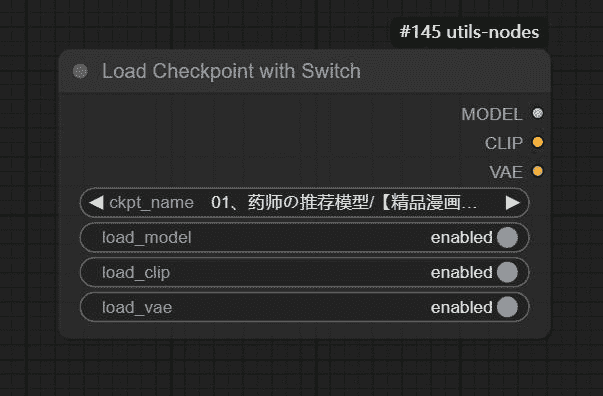 #145 utils-nodes
Load Checkpoint with Switch
MODEL
CLIP
VAE
ckpt_name 01、药师の推荐模型/【精品漫画...
load_model enabled
load_clip enabled
load_vae enabled